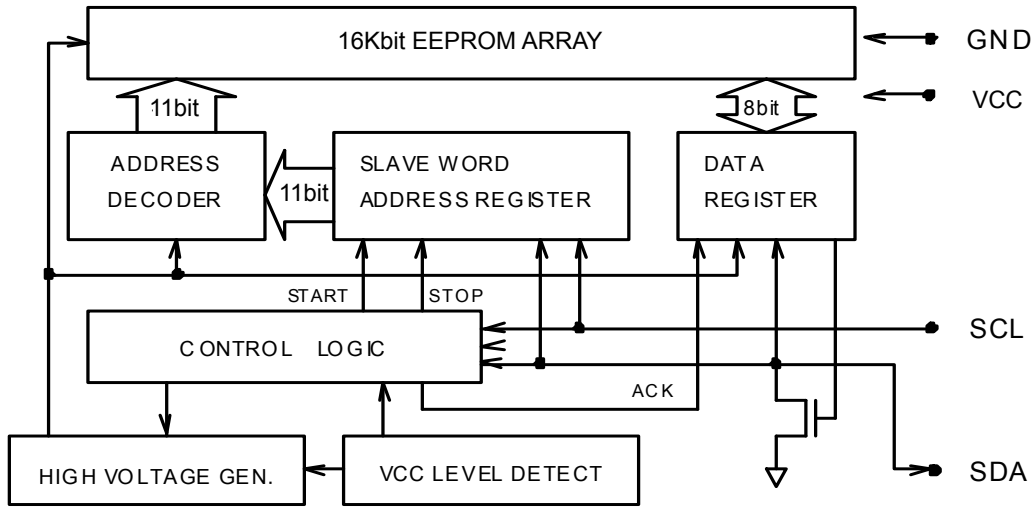 16Kbit EEPROM ARRAY
GND
VCC
11bit
8bit
ADDRESS
DECODER
11bit
SLAVE WORD
ADDRESS REGISTER
DATA
REGISTER
START
STOP
SCL
CONTROL LOGIC
ACK
HIGH VOLTAGE GEN.
VCC LEVEL DETECT
SDA